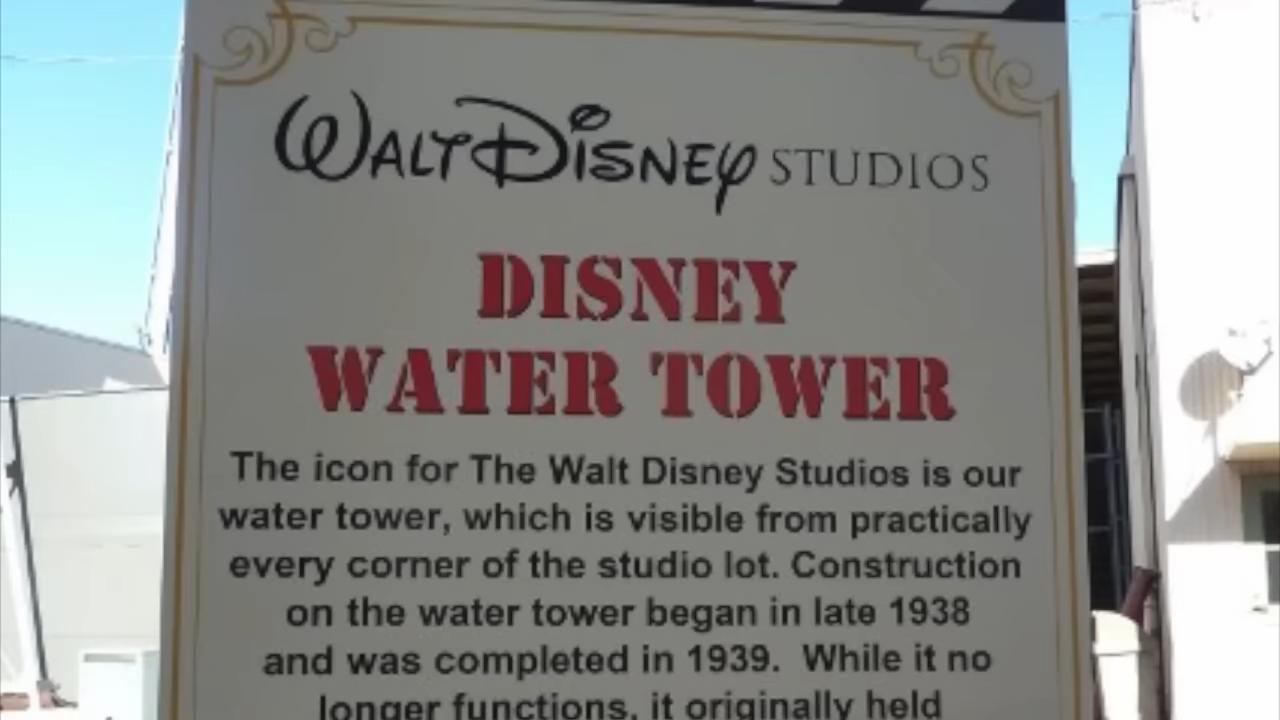 WALT DISNEY STUDIOS
DISNEY
WATER TOWER
The icon for The Walt Disney Studios is our
water tower, which is visible from practically
every corner of the studio lot. Construction
on the water tower began in late 1938
and was completed in 1939.  While it no
longer functions, it originally held